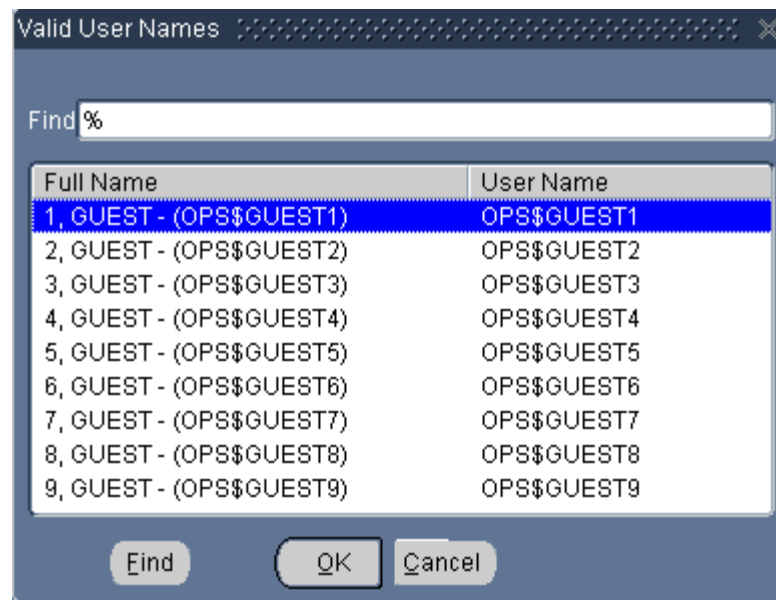 Valid User Names
Find %
Full Name User Name
1, GUEST - (OPS$GUEST1) OPS$GUEST1
2, GUEST - (OPS$GUEST2) OPS$GUEST2
3, GUEST - (OPS$GUEST3) OPS$GUEST3
4, GUEST - (OPS$GUEST4) OPS$GUEST4
5, GUEST - (OPS$GUEST5) OPS$GUEST5
6, GUEST - (OPS$GUEST6) OPS$GUEST6
7, GUEST - (OPS$GUEST7) OPS$GUEST7
8, GUEST - (OPS$GUEST8) OPS$GUEST8
9, GUEST - (OPS$GUEST9) OPS$GUEST9
Find OK Cancel